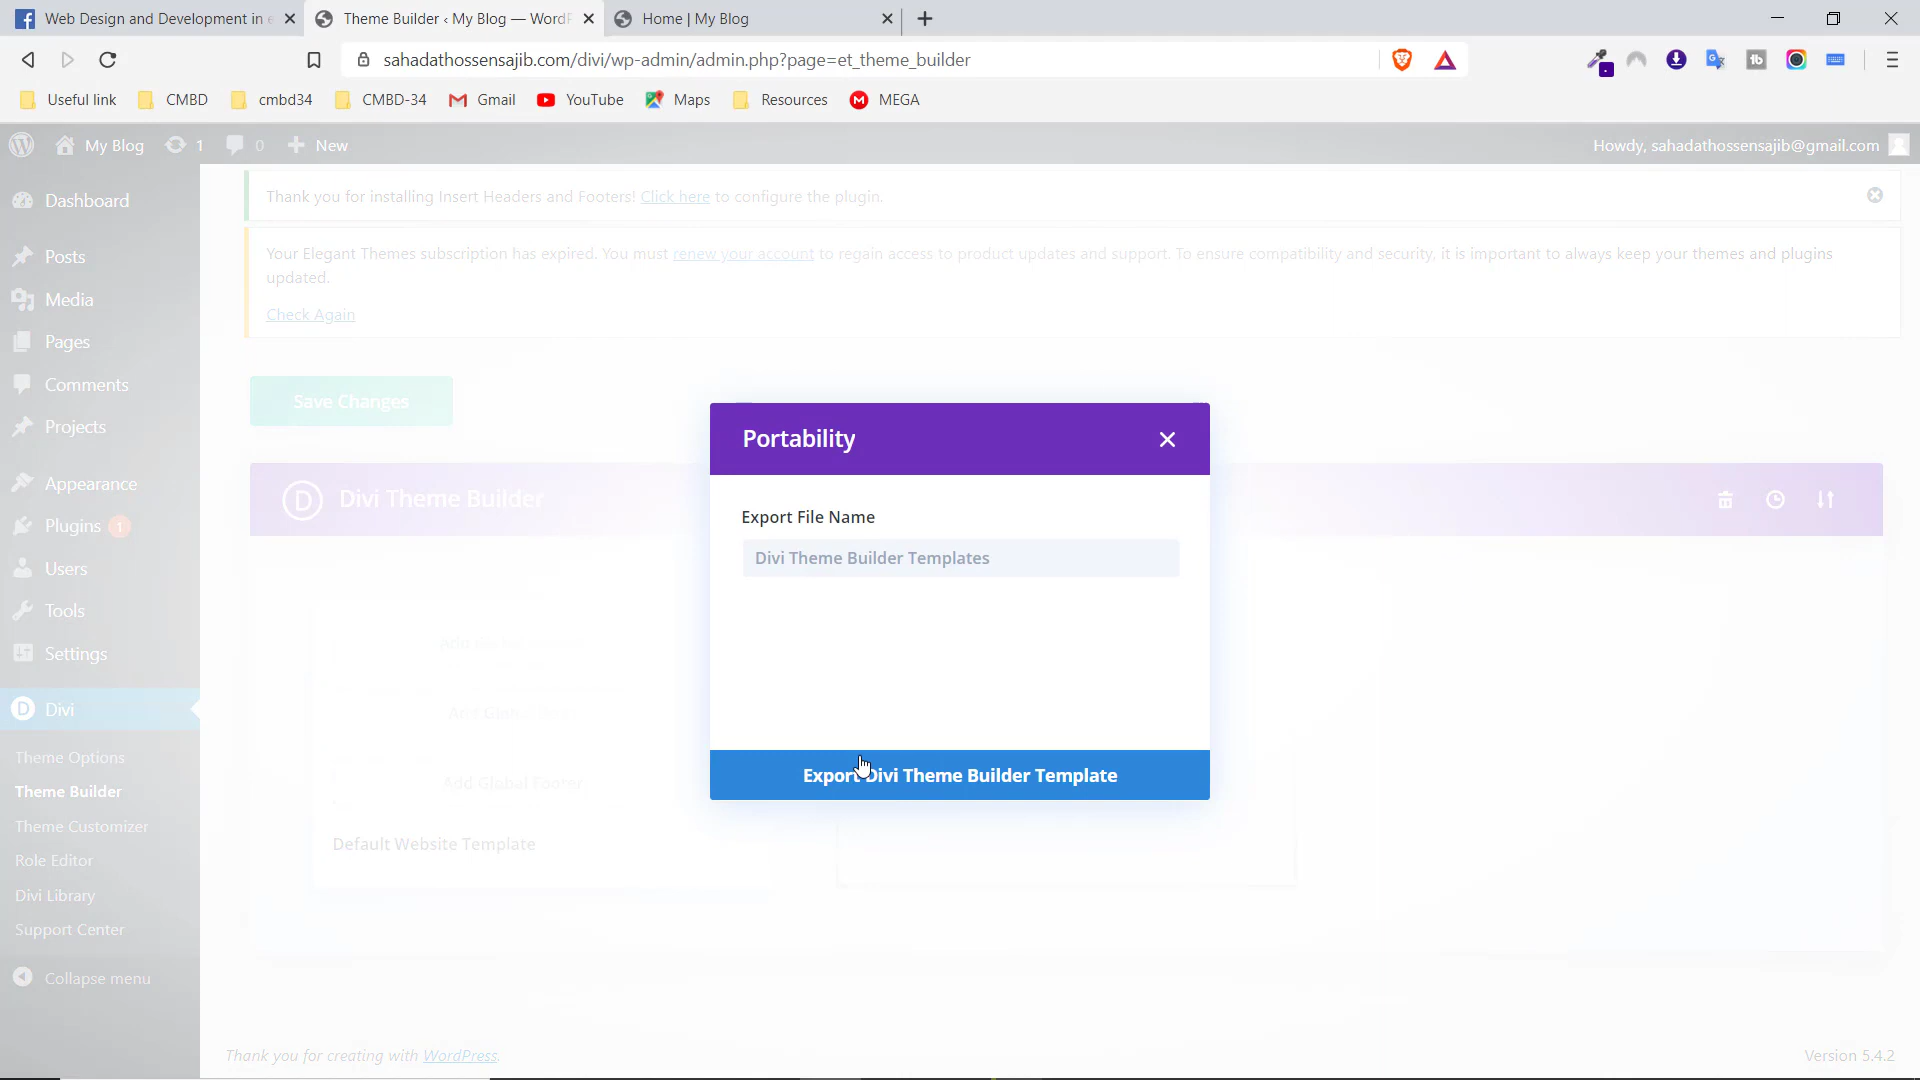 Web Design and Development in e
Theme Builder ‹ My Blog — WordP
Home | My Blog
sahadathossensajib.com/divi/wp-admin/admin.php?page=et_theme_builder
Useful link
CMBD
cmbd34
CMBD-34
Gmail
YouTube
Maps
Resources
MEGA
My Blog
1
0
New
Howdy, sahadathossensajib@gmail.com
Dashboard
Posts
Media
Pages
Comments
Projects
Appearance
Plugins 1
Users
Tools
Settings
Divi
Theme Options
Theme Builder
Theme Customizer
Role Editor
Divi Library
Support Center
Collapse menu
Thank you for installing Insert Headers and Footers! Click here to configure the plugin.
Your Elegant Themes subscription has expired. You must renew your account to regain access to product updates and support. To ensure compatibility and security, it is important to always keep your themes and plugins
updated.
Check Again
Save Changes
D Divi Theme Builder
Portability
Export File Name
Divi Theme Builder Templates
Export Divi Theme Builder Template
Add Global
Add Global Footer
Default Website Template
Thank you for creating with WordPress.
Version 5.4.2